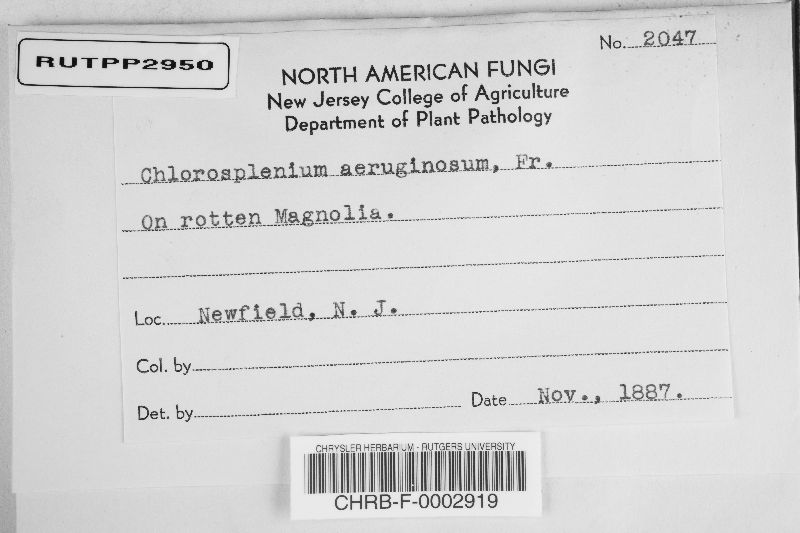 RUTPP2950
No. 2047
NORTH AMERICAN FUNGI
New Jersey College of Agriculture
Department of Plant Pathology
Chlorosplenium aeruginosum, Fr.
On rotten Magnolia.
Loc. Newfield, N. J.
Col. by
Det. by Date Nov., 1887.
CHRYSLER HERBARIUM - RUTGERS UNIVERSITY
CHRB-F-0002919